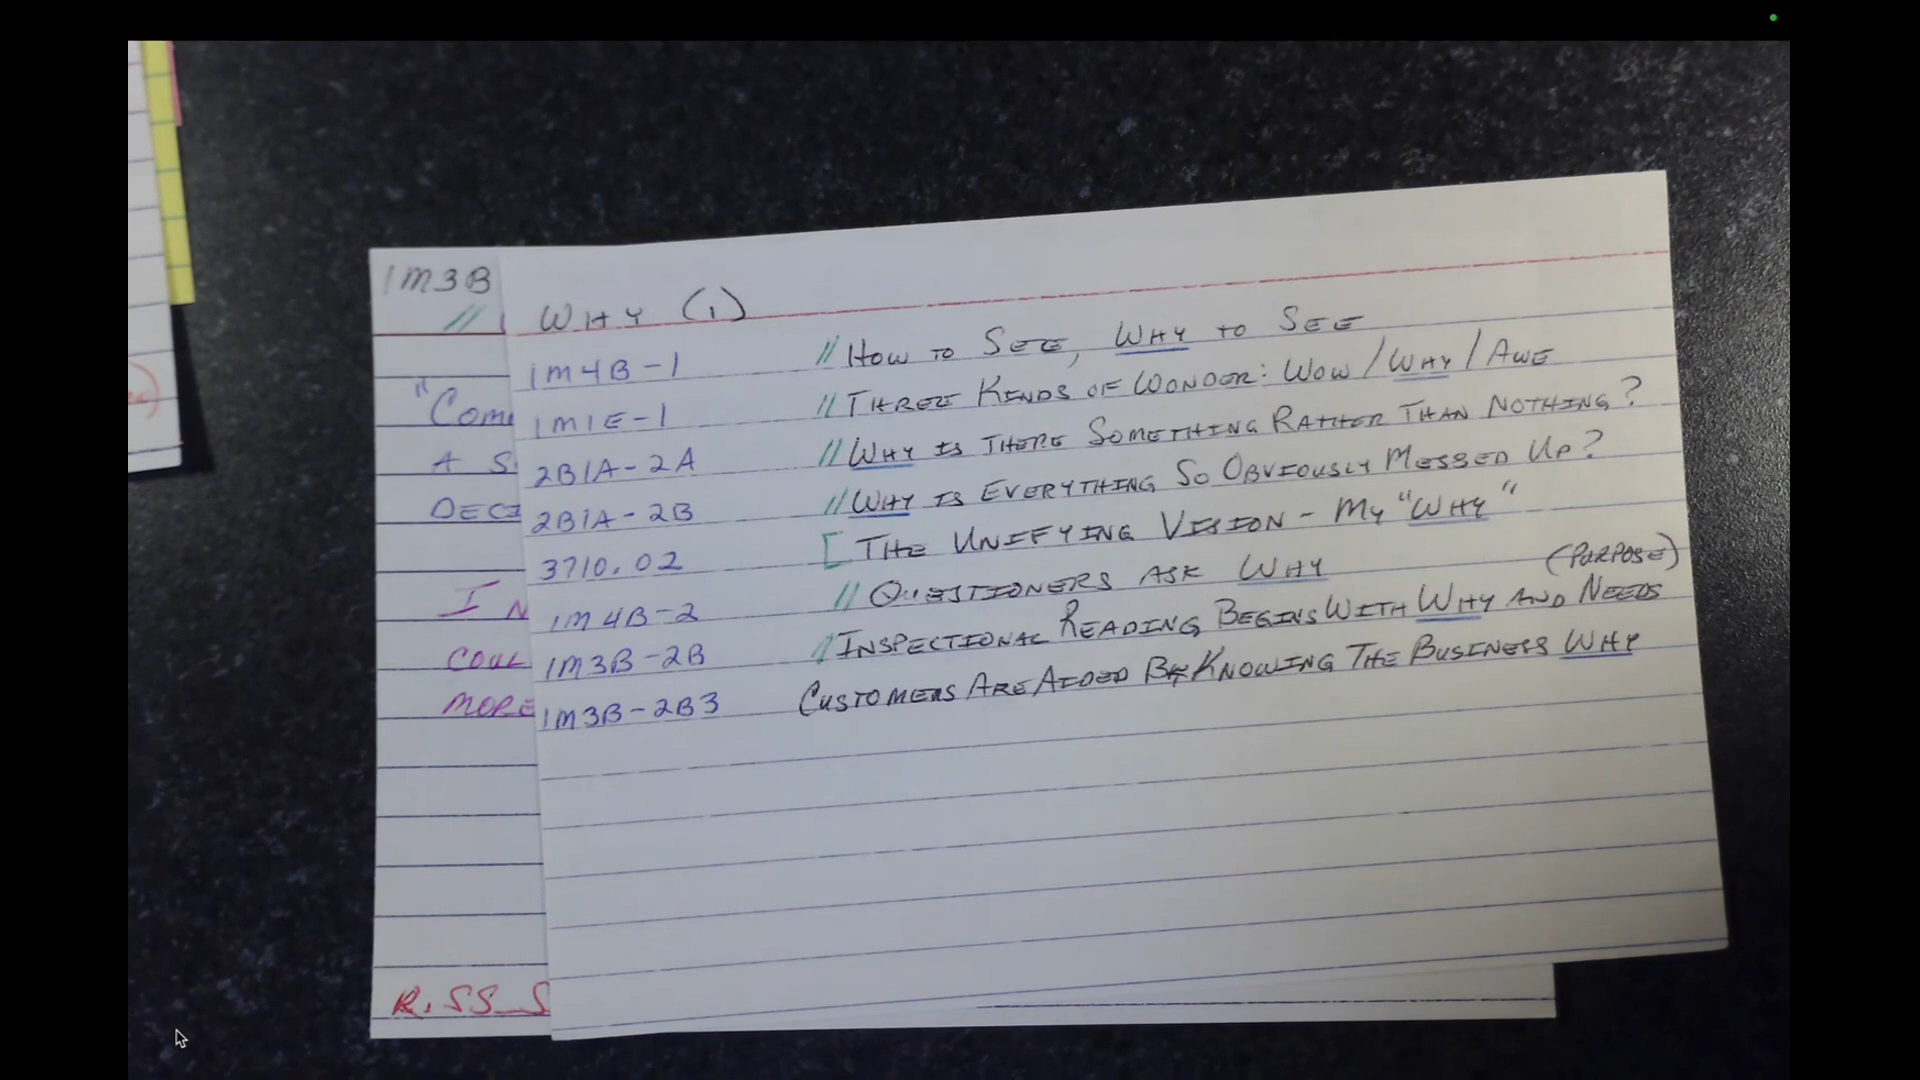 1M3B
//
"Com
A S
DECI
I N
COUL
MORE
R.SS_S
WHY (1)
1M4B-1 // HOW TO SEE, WHY TO SEE
1M1E-1 // THREE KINDS OF WONDER: WOW / WHY / AWE
2B1A-2A // WHY IS THERE SOMETHING RATHER THAN NOTHING?
2B1A-2B // WHY IS EVERYTHING SO OBVIOUSLY MESSED UP?
3710.02 [ THE UNIFYING VISION - MY "WHY"
1M4B-2 // QUESTIONERS ASK WHY
(PURPOSE)
1M3B-2B // INSPECTIONAL READING BEGINS WITH WHY AND NEEDS
1M3B-2B3 CUSTOMERS ARE AIDED BY KNOWING THE BUSINESS WHY